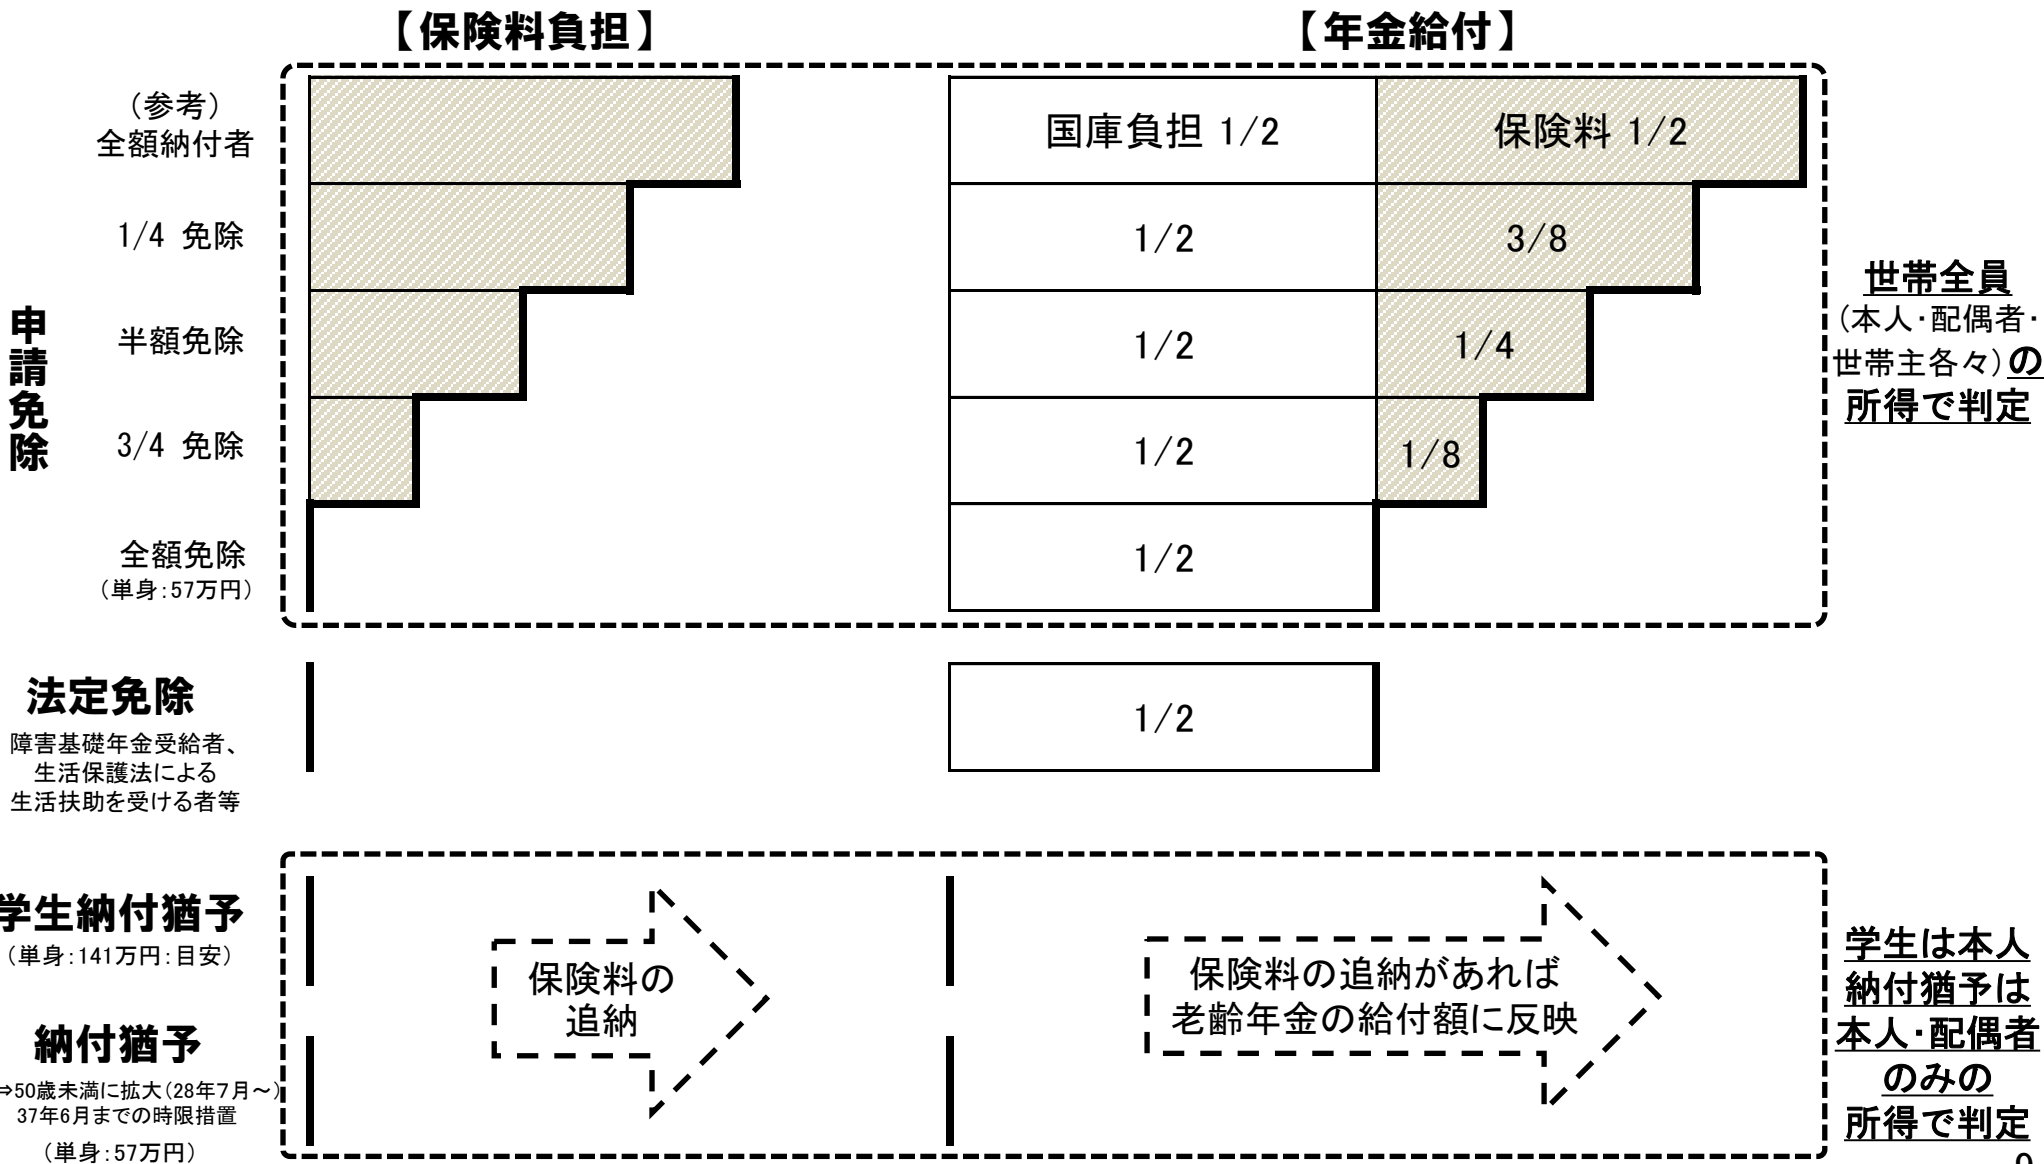 【保険料負担】
【年金給付】
（参考）
全額納付者
国庫負担 1/2
保険料 1/2
1/4 免除
1/2
3/8
申請免除
半額免除
1/2
1/4
3/4 免除
1/2
1/8
全額免除
（単身：57万円）
1/2
世帯全員
（本人・配偶者・
世帯主各々）の
所得で判定
法定免除
障害基礎年金受給者、
生活保護法による
生活扶助を受ける者等
1/2
学生納付猶予
（単身：141万円：目安）
納付猶予
⇒50歳未満に拡大（28年7月～）
37年6月までの時限措置
（単身：57万円）
保険料の
追納
保険料の追納があれば
老齢年金の給付額に反映
学生は本人
納付猶予は
本人・配偶者
のみの
所得で判定